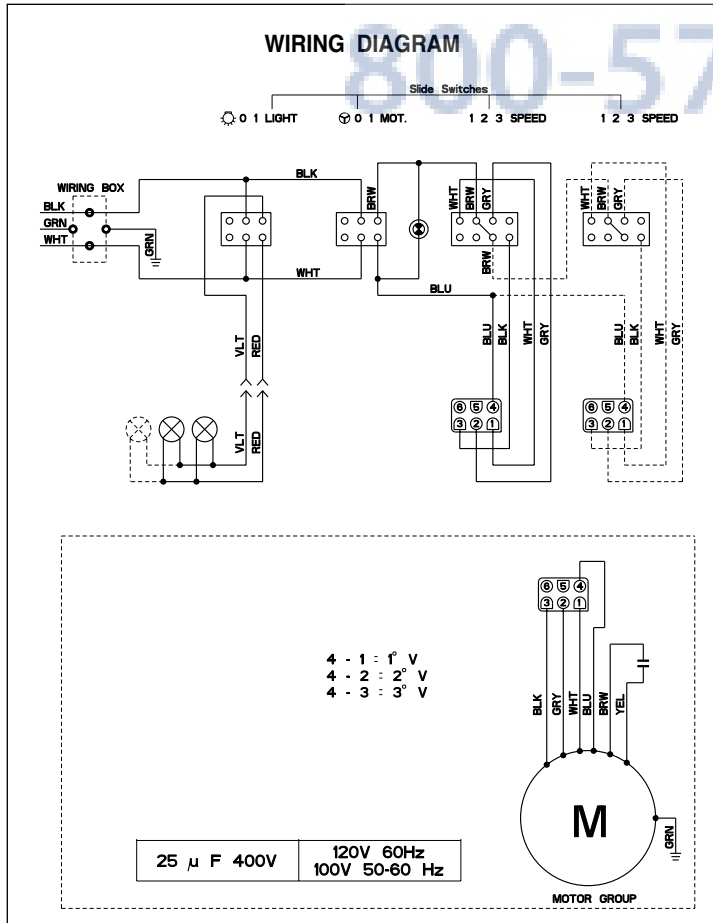 800-57
WIRING DIAGRAM
Slide Switches
0 1 LIGHT 0 1 MOT. 1 2 3 SPEED 1 2 3 SPEED
WIRING BOX
BLK
GRN
WHT
GRN
BLK
WHT
BRW
BLU
WHT BRW GRY
BRW
WHT BRW GRY
VLT RED
BLU BLK WHT GRY
BLU BLK WHT GRY
6 5 4
3 2 1
6 5 4
3 2 1
VLT RED
6 5 4
3 2 1
4 - 1 = 1° V
4 - 2 = 2° V
4 - 3 = 3° V
BLK GRY WHT BLU BRW YEL
M
GRN
25 µ F 400V
120V 60Hz
100V 50-60 Hz
MOTOR GROUP